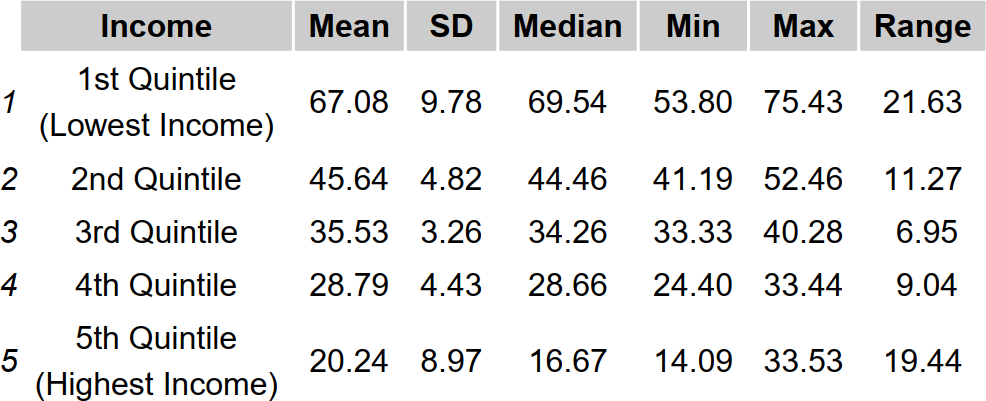 Income Mean SD Median Min Max Range
1 1st Quintile (Lowest Income) 67.08 9.78 69.54 53.80 75.43 21.63
2 2nd Quintile 45.64 4.82 44.46 41.19 52.46 11.27
3 3rd Quintile 35.53 3.26 34.26 33.33 40.28 6.95
4 4th Quintile 28.79 4.43 28.66 24.40 33.44 9.04
5 5th Quintile (Highest Income) 20.24 8.97 16.67 14.09 33.53 19.44